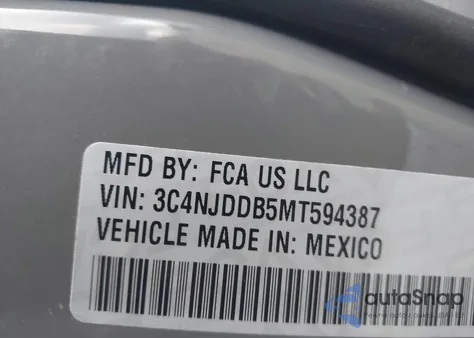 MFD BY: FCA US LLC
VIN: 3C4NJDDB5MT594387
VEHICLE MADE IN: MEXICO
autoSnap